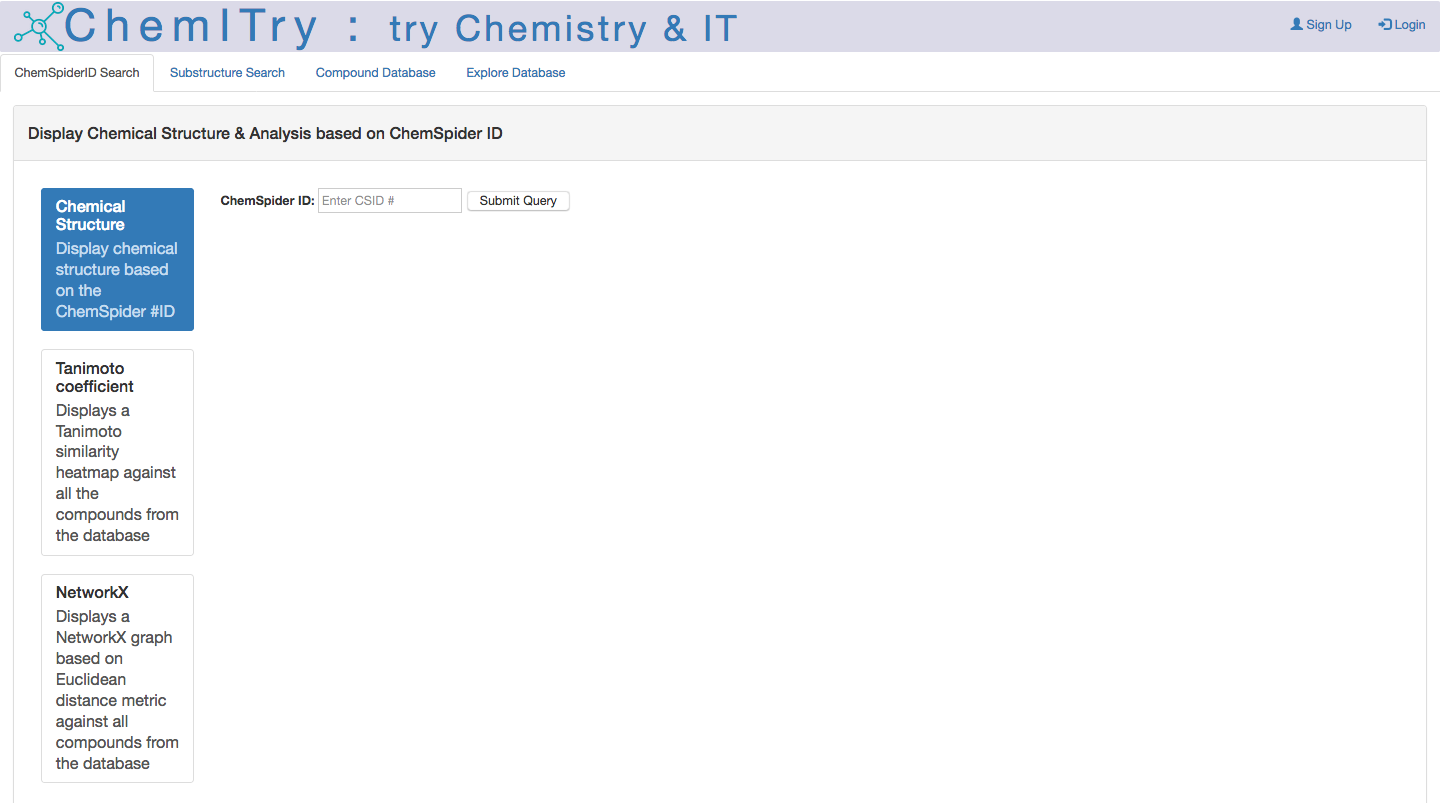 ChemITry : try Chemistry & IT
Sign Up
Login
ChemSpiderID Search
Substructure Search
Compound Database
Explore Database
Display Chemical Structure & Analysis based on ChemSpider ID
Chemical
Structure
Display chemical
structure based
on the
ChemSpider #ID
ChemSpider ID: Enter CSID # Submit Query
Tanimoto
coefficient
Displays a
Tanimoto
similarity
heatmap against
all the
compounds from
the database
NetworkX
Displays a
NetworkX graph
based on
Euclidean
distance metric
against all
compounds from
the database